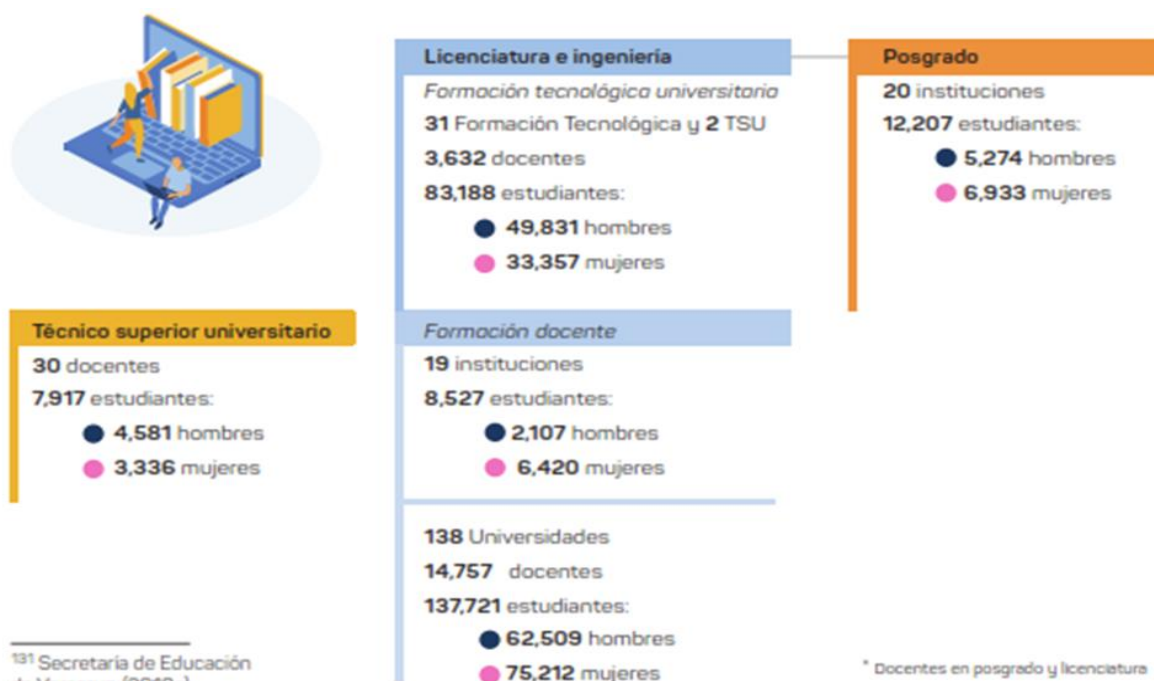 Licenciatura e ingeniería
Formación tecnológica universitaria
31 Formación Tecnológica y 2 TSU
3,632 docentes
83,188 estudiantes:
49,831 hombres
33,357 mujeres
Posgrado
20 instituciones
12,207 estudiantes:
5,274 hombres
6,933 mujeres
Técnico superior universitario
30 docentes
7,917 estudiantes:
4,581 hombres
3,336 mujeres
Formación docente
19 instituciones
8,527 estudiantes:
2,107 hombres
6,420 mujeres
138 Universidades
14,757 docentes
137,721 estudiantes:
62,509 hombres
75,212 mujeres
131 Secretaría de Educación
* Docentes en posgrado y licenciatura